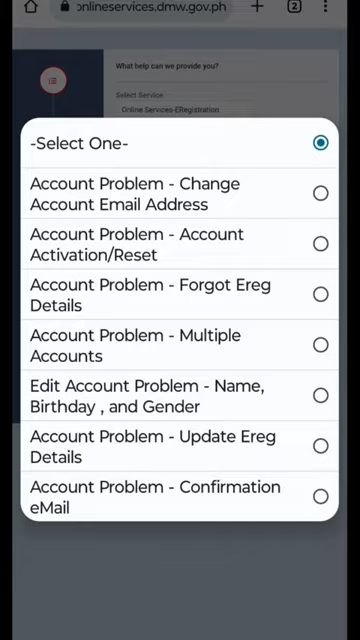 onlineservices.dmw.gov.ph
2
What help can we provide you?
Select Service
Online Services-ERegistration
-Select One-
Account Problem - Change
Account Email Address
Account Problem - Account
Activation/Reset
Account Problem - Forgot Ereg
Details
Account Problem - Multiple
Accounts
Edit Account Problem - Name,
Birthday , and Gender
Account Problem - Update Ereg
Details
Account Problem - Confirmation
eMail